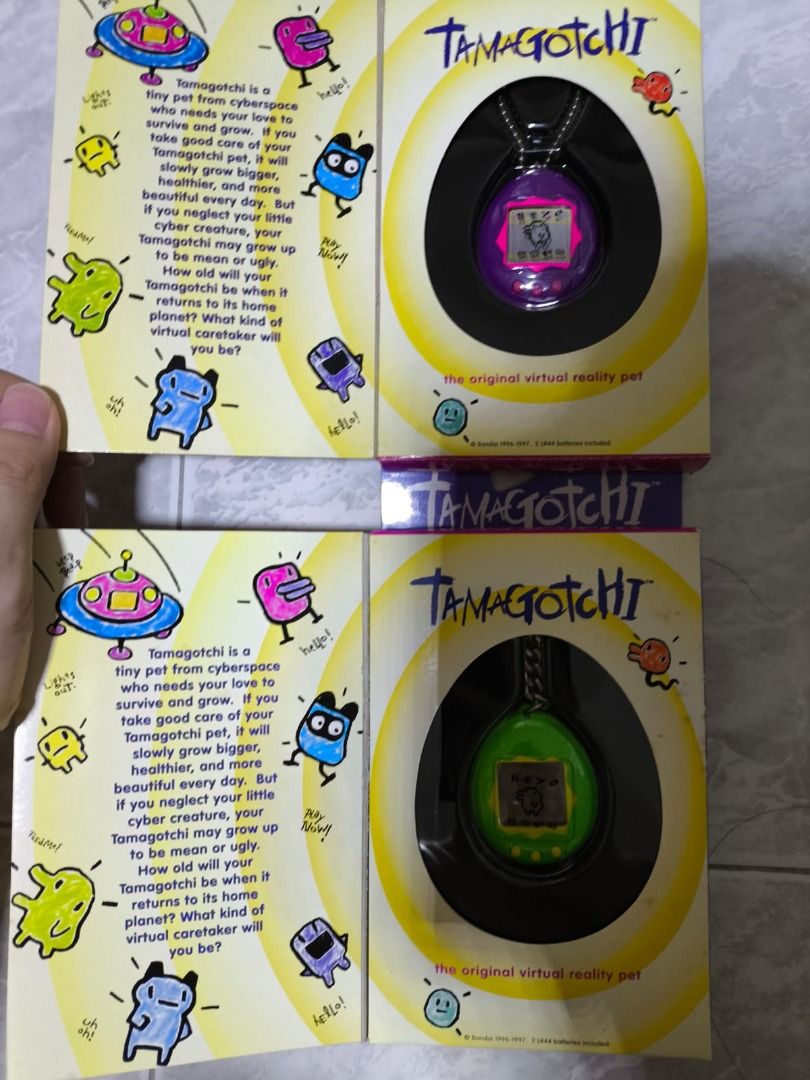 Lights out!
hello!
Tamagotchi is a
tiny pet from cyberspace
who needs your love to
survive and grow. If you
take good care of your
Tamagotchi pet, it will
slowly grow bigger,
healthier, and more
beautiful every day. But
if you neglect your little
cyber creature, your
Tamagotchi may grow up
to be mean or ugly.
How old will your
Tamagotchi be when it
returns to its home
planet? What kind of
virtual caretaker will
you be?
Feed Me!
PLAY
NOW!
uh
oh!
HELLO!
TAMAGOTCHI™
the original virtual reality pet
© Bandai 1996-1997. 2 LR44 batteries included
TAMAGOTCHI™
Beep
Lights
out!
hello!
Tamagotchi is a
tiny pet from cyberspace
who needs your love to
survive and grow. If you
take good care of your
Tamagotchi pet, it will
slowly grow bigger,
healthier, and more
beautiful every day. But
if you neglect your little
cyber creature, your
Tamagotchi may grow up
to be mean or ugly.
How old will your
Tamagotchi be when it
returns to its home
planet? What kind of
virtual caretaker will
you be?
Feed Me!
PLAY
NOW!
uh
oh!
HELLO!
TAMAGOTCHI™
the original virtual reality pet
© Bandai 1996-1997. 2 LR44 batteries included